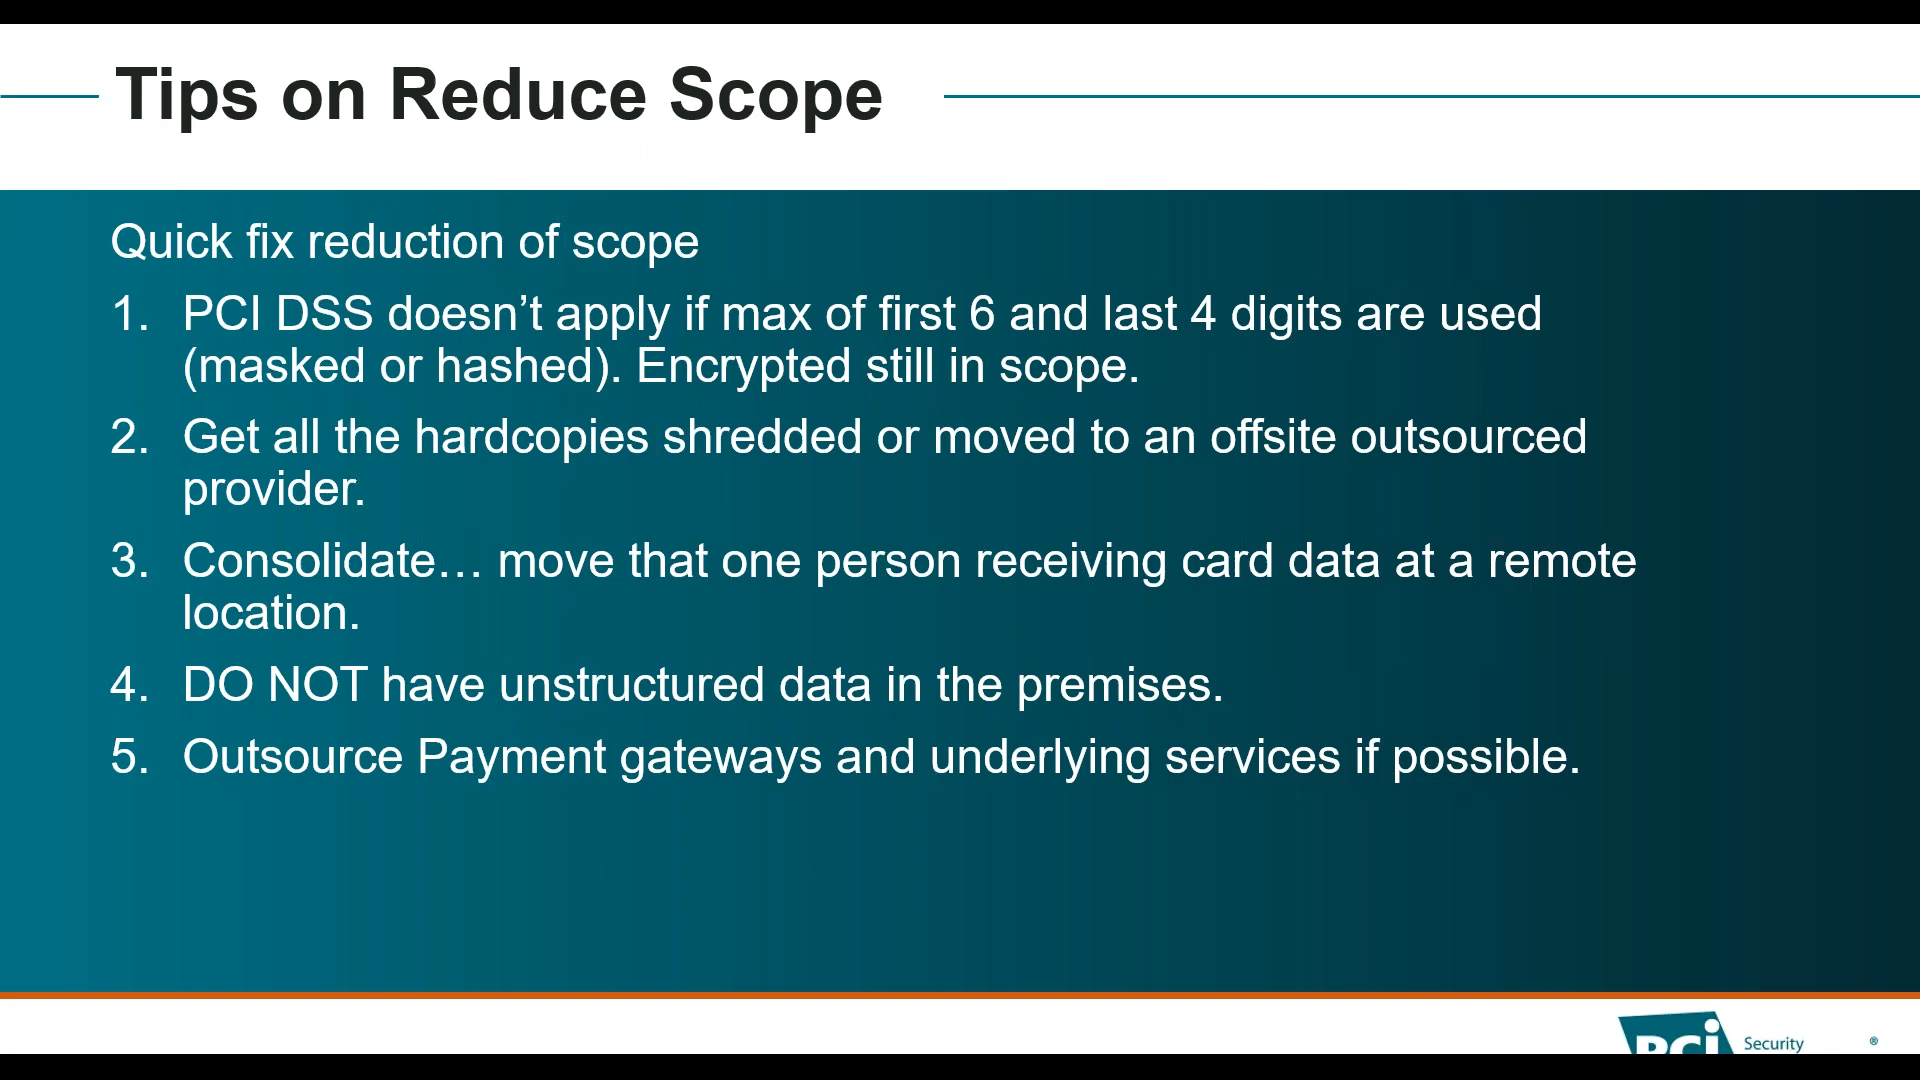 Tips on Reduce Scope
Quick fix reduction of scope
1. PCI DSS doesn’t apply if max of first 6 and last 4 digits are used
(masked or hashed). Encrypted still in scope.
2. Get all the hardcopies shredded or moved to an offsite outsourced
provider.
3. Consolidate… move that one person receiving card data at a remote
location.
4. DO NOT have unstructured data in the premises.
5. Outsource Payment gateways and underlying services if possible.
PCi Security ®